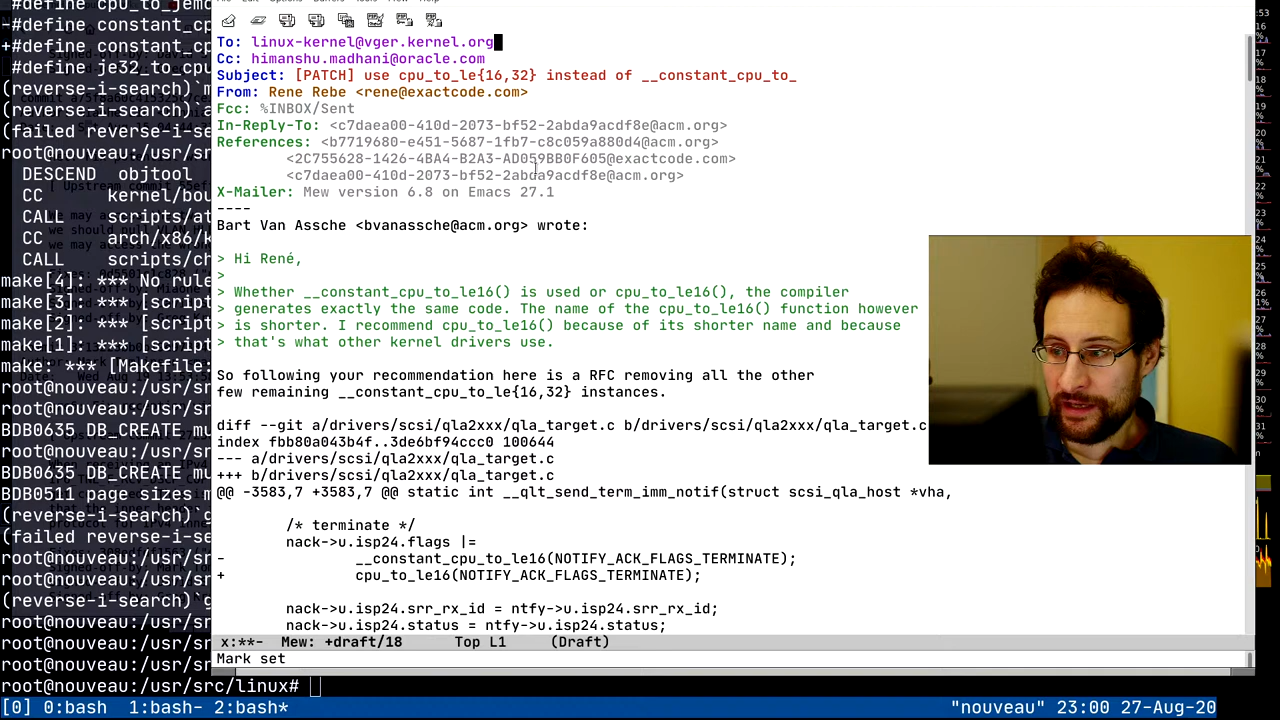 #define cpu_to_jemo
-#define constant_cp
+#define constant_cp
#define je32_to_cpu
(reverse-i-search)`m
(reverse-i-search)`a
(failed reverse-i-se
root@nouveau:/usr/sr
DESCEND objtool
CC kernel/bou
CALL scripts/at
CC arch/x86/k
CALL scripts/ch
make[4]: *** No rule
make[3]: *** [script
make[2]: *** [script
make[1]: *** [script
make: *** [Makefile:
root@nouveau:/usr/sr
root@nouveau:/usr/sr
BDB0635 DB_CREATE mu
root@nouveau:/usr/sr
BDB0635 DB_CREATE mu
BDB0511 page sizes m
(reverse-i-search)`g
(failed reverse-i-se
root@nouveau:/usr/sr
root@nouveau:/usr/sr
(reverse-i-search)`g
root@nouveau:/usr/sr
root@nouveau:/usr/sr
root@nouveau:/usr/sr
root@nouveau:/usr/src/linux#
To: linux-kernel@vger.kernel.org
Cc: himanshu.madhani@oracle.com
Subject: [PATCH] use cpu_to_le{16,32} instead of __constant_cpu_to_
From: Rene Rebe <rene@exactcode.com>
Fcc: %INBOX/Sent
In-Reply-To: <c7daea00-410d-2073-bf52-2abda9acdf8e@acm.org>
References: <b7719680-e451-5687-1fb7-c8c059a880d4@acm.org>
<2C755628-1426-4BA4-B2A3-AD059BB0F605@exactcode.com>
<c7daea00-410d-2073-bf52-2abda9acdf8e@acm.org>
X-Mailer: Mew version 6.8 on Emacs 27.1
----
Bart Van Assche <bvanassche@acm.org> wrote:
> Hi René,
>
> Whether __constant_cpu_to_le16() is used or cpu_to_le16(), the compiler
> generates exactly the same code. The name of the cpu_to_le16() function however
> is shorter. I recommend cpu_to_le16() because of its shorter name and because
> that's what other kernel drivers use.
So following your recommendation here is a RFC removing all the other
few remaining __constant_cpu_to_le{16,32} instances.
diff --git a/drivers/scsi/qla2xxx/qla_target.c b/drivers/scsi/qla2xxx/qla_target.c
index fbb80a043b4f..3de6bf94ccc0 100644
--- a/drivers/scsi/qla2xxx/qla_target.c
+++ b/drivers/scsi/qla2xxx/qla_target.c
@@ -3583,7 +3583,7 @@ static int __qlt_send_term_imm_notif(struct scsi_qla_host *vha,
/* terminate */
nack->u.isp24.flags |=
- __constant_cpu_to_le16(NOTIFY_ACK_FLAGS_TERMINATE);
+ cpu_to_le16(NOTIFY_ACK_FLAGS_TERMINATE);
nack->u.isp24.srr_rx_id = ntfy->u.isp24.srr_rx_id;
nack->u.isp24.status = ntfy->u.isp24.status;
x:**- Mew: +draft/18 Top L1 (Draft)
Mark set
[0] 0:bash 1:bash- 2:bash* "nouveau" 23:00 27-Aug-20